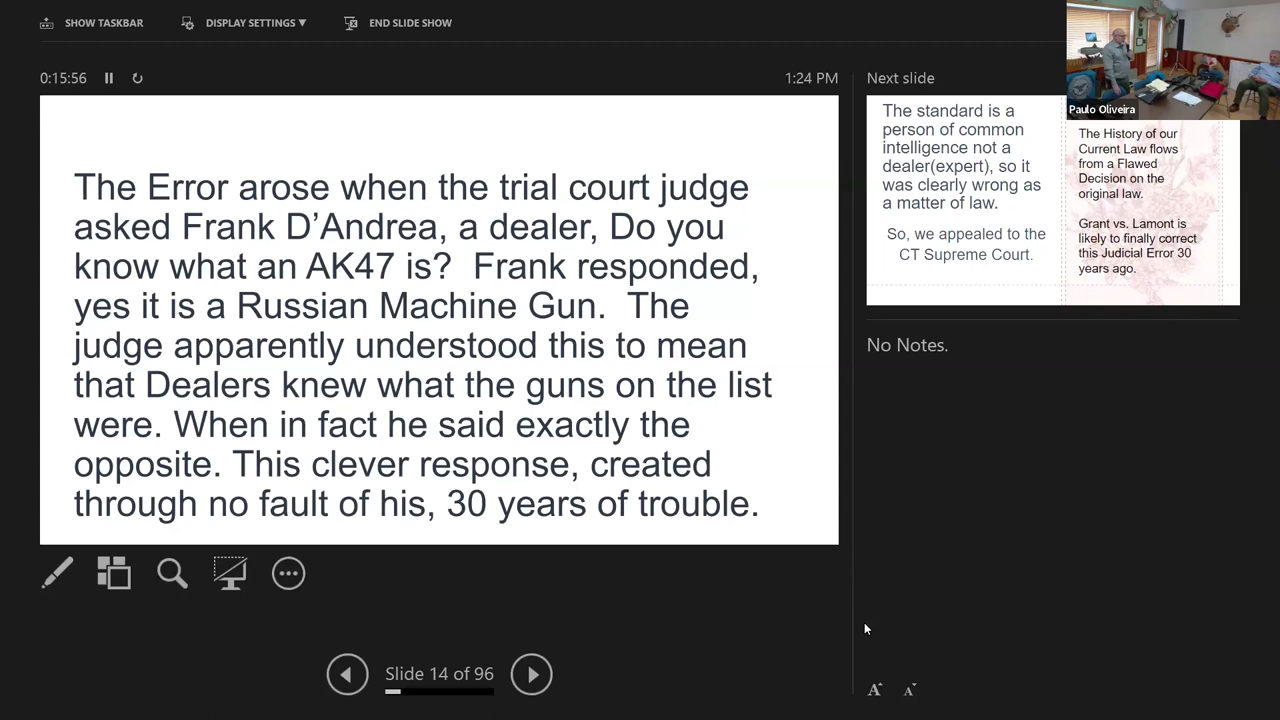 SHOW TASKBAR
DISPLAY SETTINGS ▼
END SLIDE SHOW
0:15:56
1:24 PM
The Error arose when the trial court judge
asked Frank D’Andrea, a dealer, Do you
know what an AK47 is?  Frank responded,
yes it is a Russian Machine Gun.  The
judge apparently understood this to mean
that Dealers knew what the guns on the list
were. When in fact he said exactly the
opposite. This clever response, created
through no fault of his, 30 years of trouble.
Slide 14 of 96
Next slide
Paulo Oliveira
The standard is a
person of common
intelligence not a
dealer(expert), so it
was clearly wrong as
a matter of law.
So, we appealed to the
CT Supreme Court.
The History of our
Current Law flows
from a Flawed
Decision on the
original law.
Grant vs. Lamont is
likely to finally correct
this Judicial Error 30
years ago.
No Notes.
A A